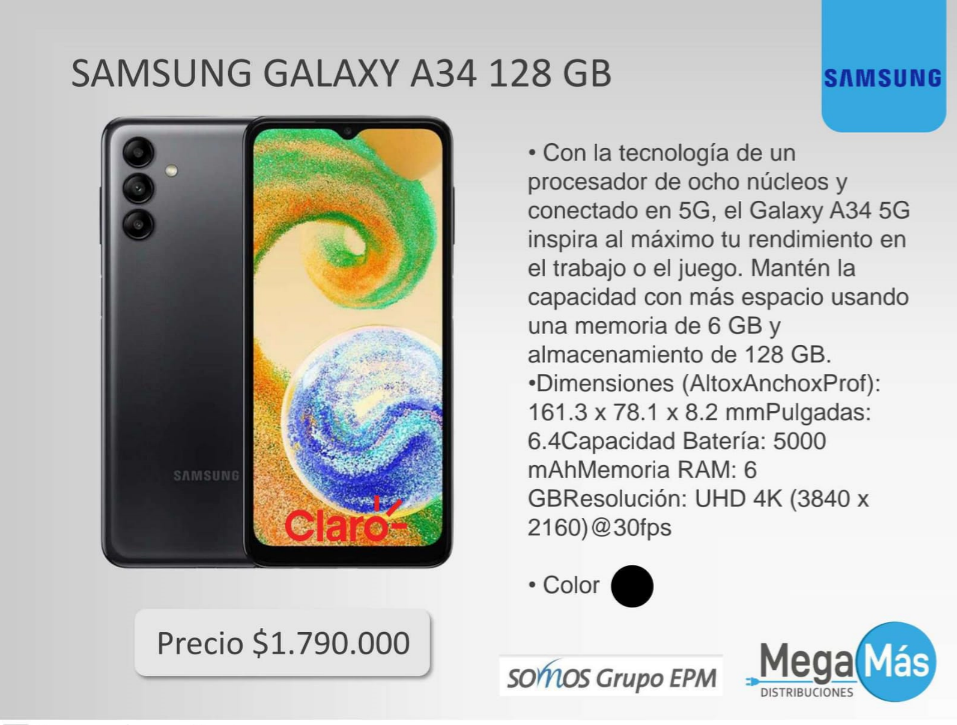 SAMSUNG GALAXY A34 128 GB
SAMSUNG
• Con la tecnología de un
procesador de ocho núcleos y
conectado en 5G, el Galaxy A34 5G
inspira al máximo tu rendimiento en
el trabajo o el juego. Mantén la
capacidad con más espacio usando
una memoria de 6 GB y
almacenamiento de 128 GB.
•Dimensiones (AltoxAnchoxProf):
161.3 x 78.1 x 8.2 mmPulgadas:
6.4Capacidad Batería: 5000
mAhMemoria RAM: 6
GBResolución: UHD 4K (3840 x
2160)@30fps
• Color
SAMSUNG
Claro
Precio $1.790.000
SOMOS Grupo EPM
Mega Más
DISTRIBUCIONES